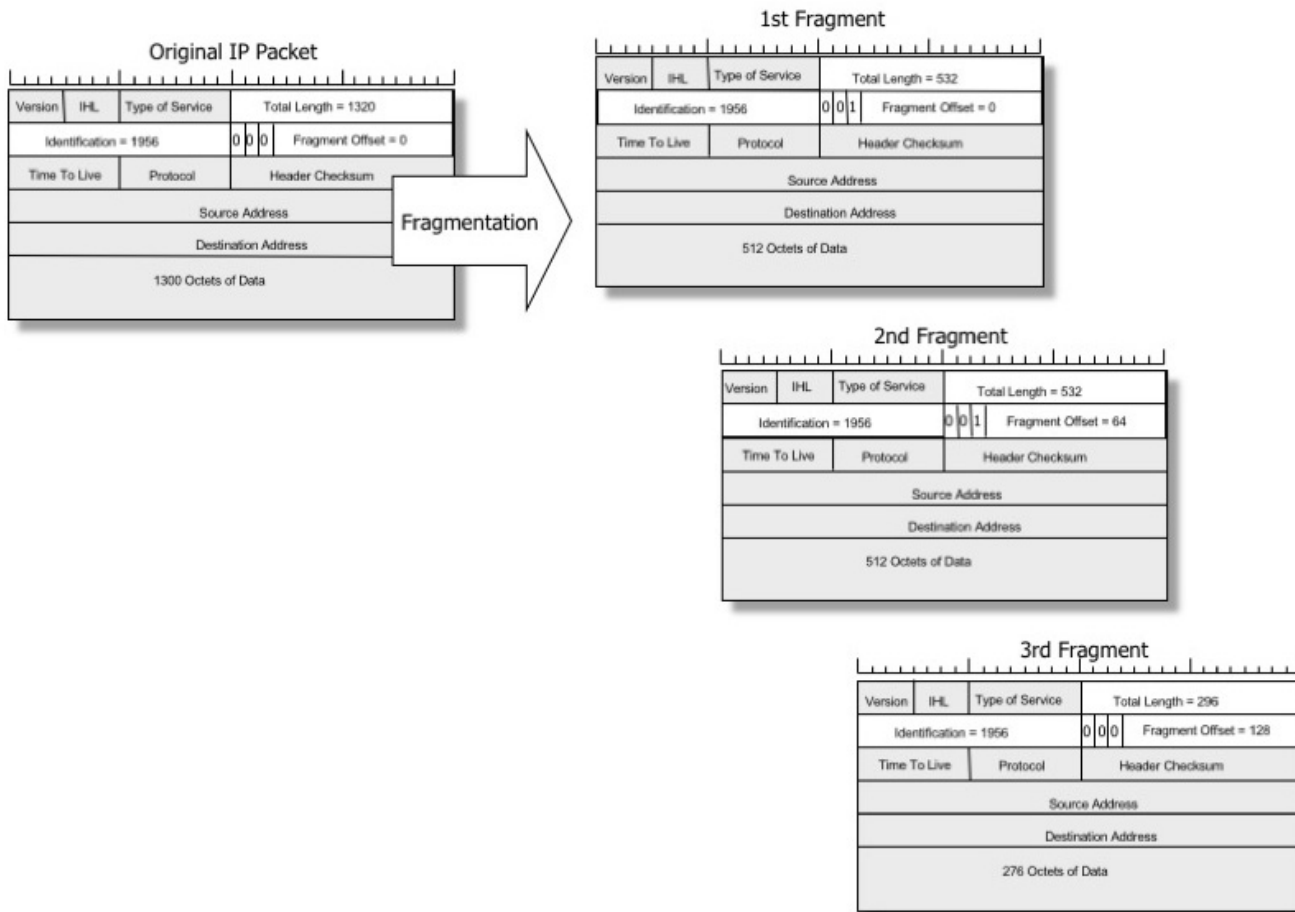 Original IP Packet
Version IHL Type of Service Total Length = 1320
Identification = 1956 0 0 0 Fragment Offset = 0
Time To Live Protocol Header Checksum
Source Address
Destination Address
1300 Octets of Data
Fragmentation
1st Fragment
Version IHL Type of Service Total Length = 532
Identification = 1956 0 0 1 Fragment Offset = 0
Time To Live Protocol Header Checksum
Source Address
Destination Address
512 Octets of Data
2nd Fragment
Version IHL Type of Service Total Length = 532
Identification = 1956 0 0 1 Fragment Offset = 64
Time To Live Protocol Header Checksum
Source Address
Destination Address
512 Octets of Data
3rd Fragment
Version IHL Type of Service Total Length = 296
Identification = 1956 0 0 0 Fragment Offset = 128
Time To Live Protocol Header Checksum
Source Address
Destination Address
276 Octets of Data